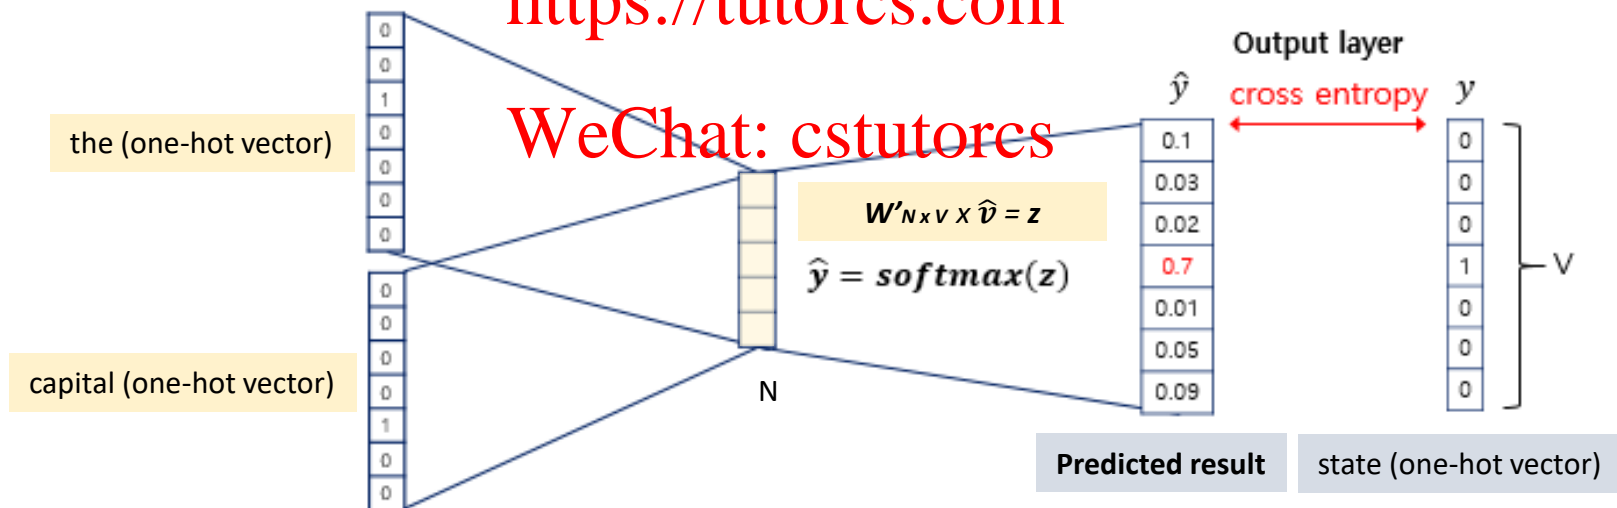 https://tutorcs.com
WeChat: cstutorcs
the (one-hot vector)
0
0
1
0
0
0
0
capital (one-hot vector)
0
0
0
0
1
0
0
N
W'N x V x v̂ = z
ŷ = softmax(z)
Output layer
ŷ
cross entropy
y
0.1
0.03
0.02
0.7
0.01
0.05
0.09
0
0
0
1
0
0
0
V
Predicted result
state (one-hot vector)